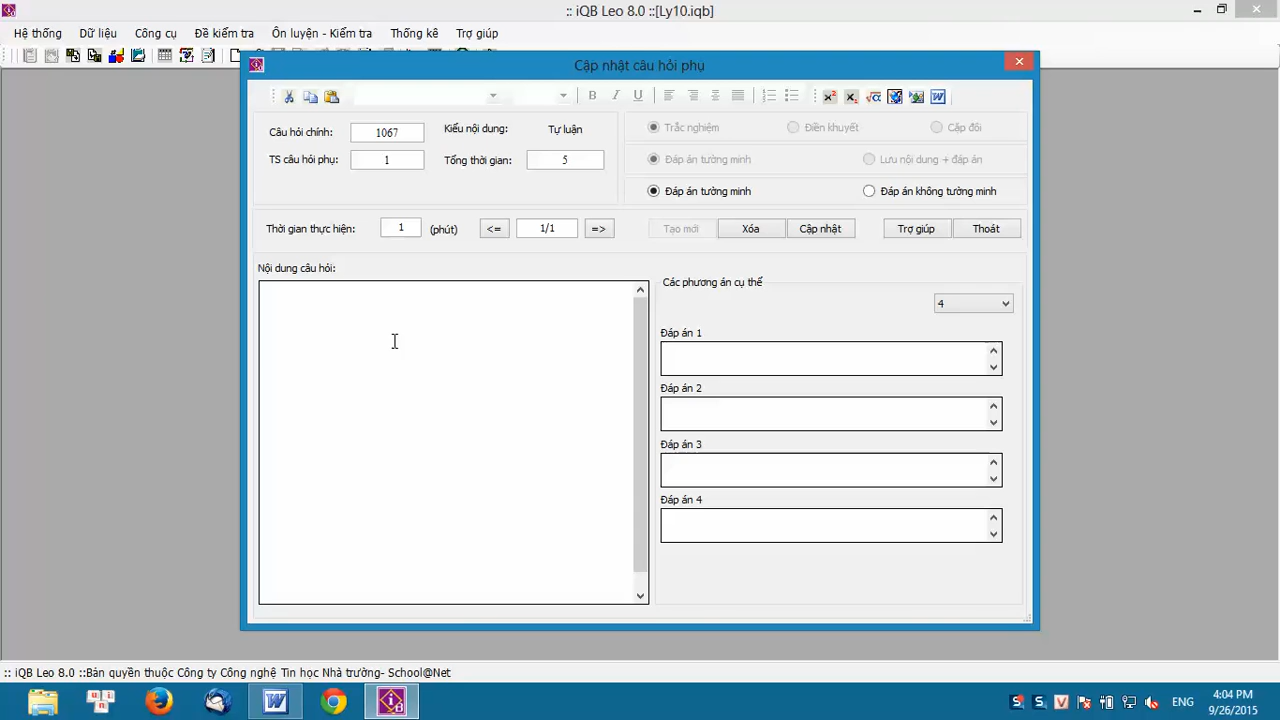 :: iQB Leo 8.0 ::[Ly10.iqb]
Hệ thống Dữ liệu Công cụ Đề kiểm tra Ôn luyện - Kiểm tra Thống kê Trợ giúp
Cập nhật câu hỏi phụ
Câu hỏi chính: 1067 Kiểu nội dung: Tự luận
TS câu hỏi phụ: 1 Tổng thời gian: 5
Trắc nghiệm Điền khuyết Cặp đôi
Đáp án tường minh Lưu nội dung + đáp án
Đáp án tường minh Đáp án không tường minh
Thời gian thực hiện: 1 (phút) <= 1/1 => Tạo mới Xóa Cập nhật Trợ giúp Thoát
Nội dung câu hỏi:
Các phương án cụ thể
4
Đáp án 1
Đáp án 2
Đáp án 3
Đáp án 4
:: iQB Leo 8.0 ::Bản quyền thuộc Công ty Công nghệ Tin học Nhà trường- School@Net
ENG
4:04 PM
9/26/2015